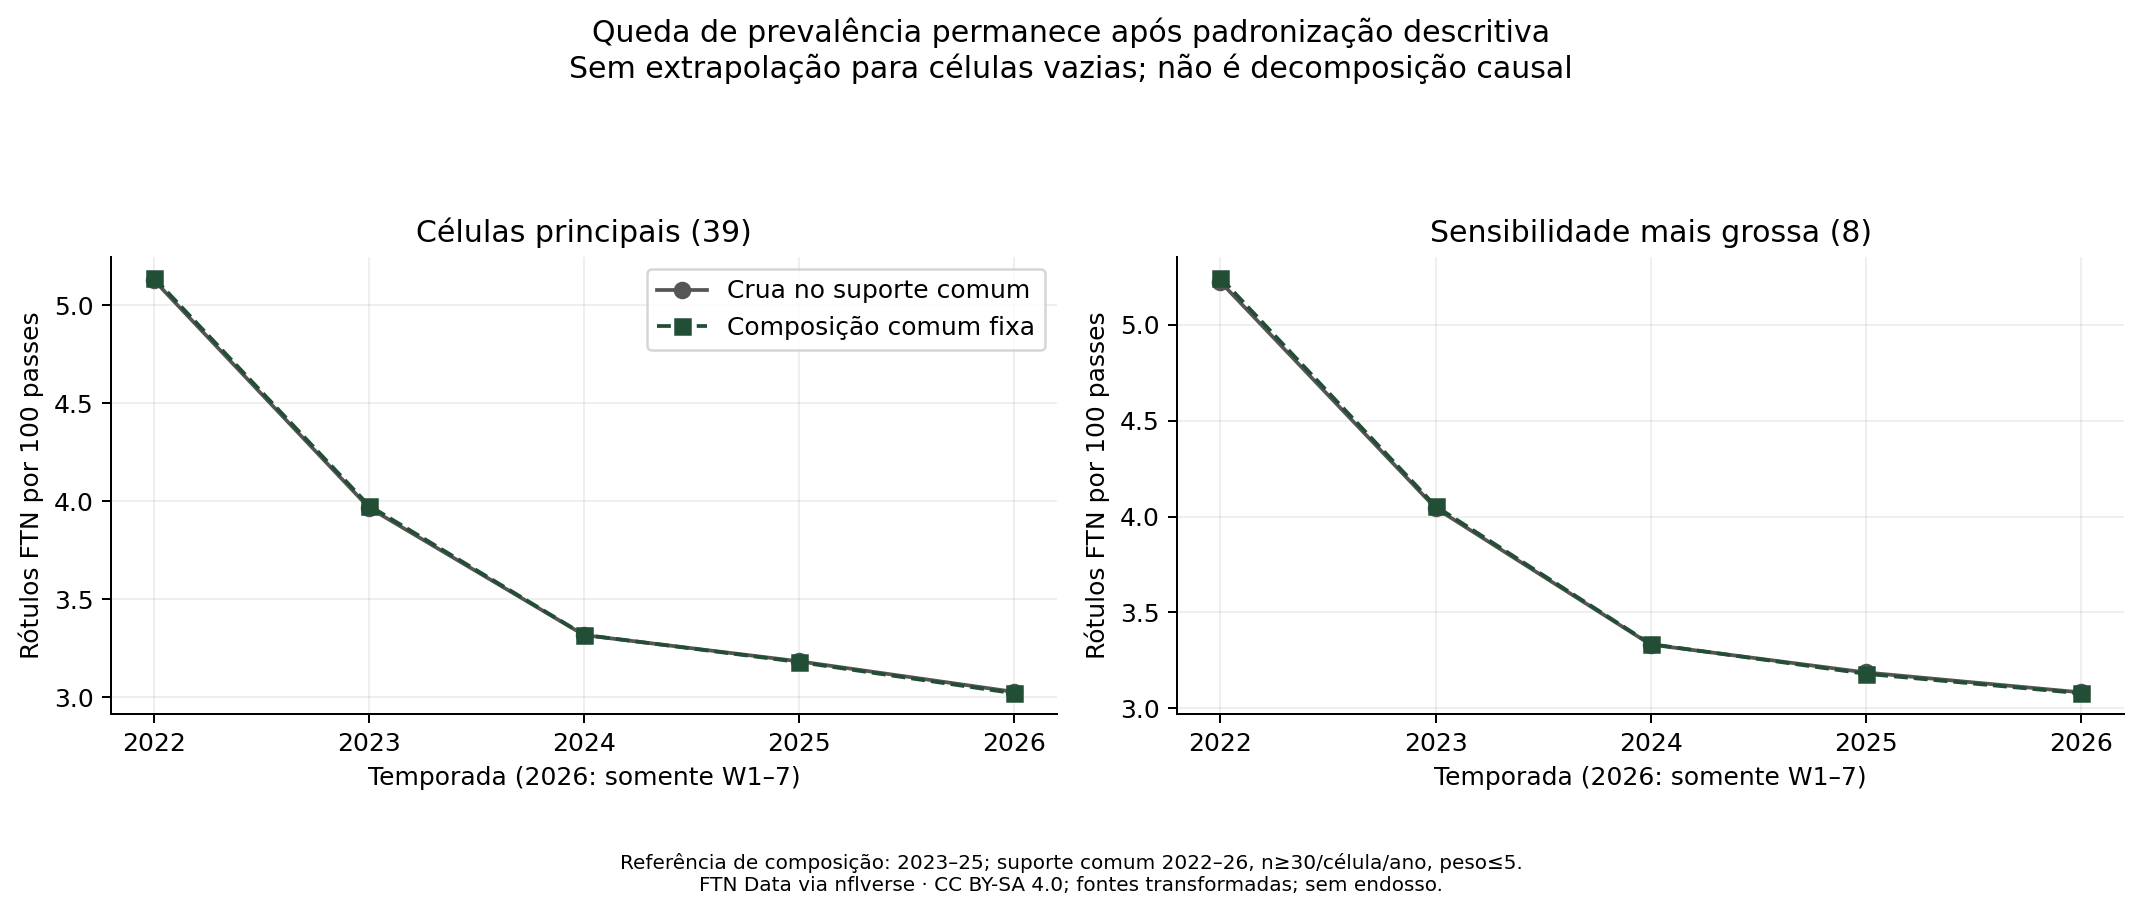 Queda de prevalência permanece após padronização descritiva
Sem extrapolação para células vazias; não é decomposição causal
Células principais (39)
Crua no suporte comum
Composição comum fixa
Rótulos FTN por 100 passes
5.0
4.5
4.0
3.5
3.0
2022 2023 2024 2025 2026
Temporada (2026: somente W1–7)
Sensibilidade mais grossa (8)
Rótulos FTN por 100 passes
5.0
4.5
4.0
3.5
3.0
2022 2023 2024 2025 2026
Temporada (2026: somente W1–7)
Referência de composição: 2023–25; suporte comum 2022–26, n≥30/célula/ano, peso≤5.
FTN Data via nflverse · CC BY-SA 4.0; fontes transformadas; sem endosso.